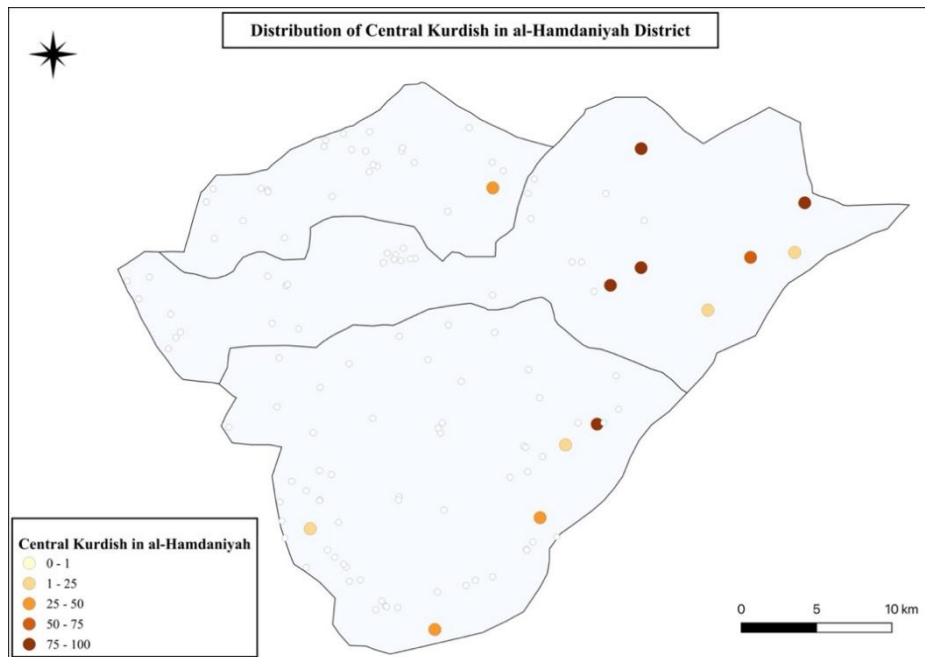 Distribution of Central Kurdish in al-Hamdaniyah District
Central Kurdish in al-Hamdaniyah
0 - 1
1 - 25
25 - 50
50 - 75
75 - 100
0 5 10 km